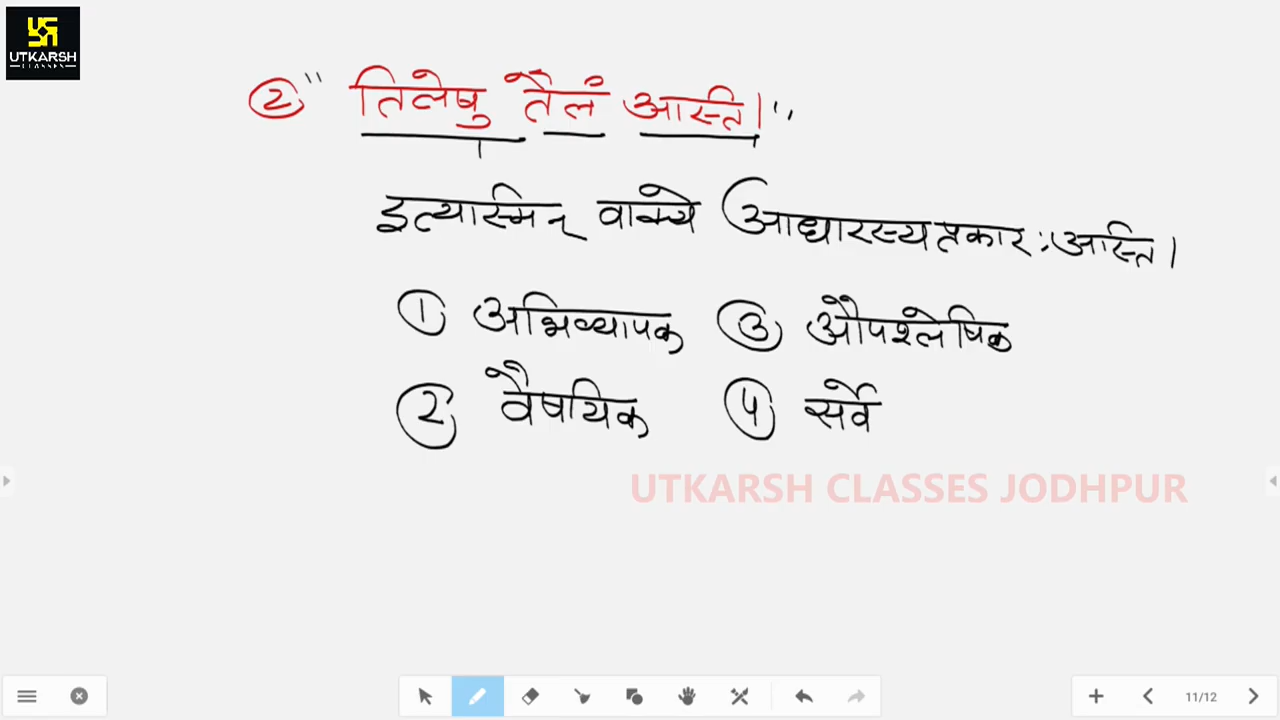 UTKARSH
CLASSES
② "तिलेषु तैलं अस्ति।"
इत्यस्मिन् वाक्ये आधारस्य प्रकारः अस्ति।
① अभिव्यापक ③ औपश्लेषिक
② वैषयिक ④ सर्वे
UTKARSH CLASSES JODHPUR
11/12